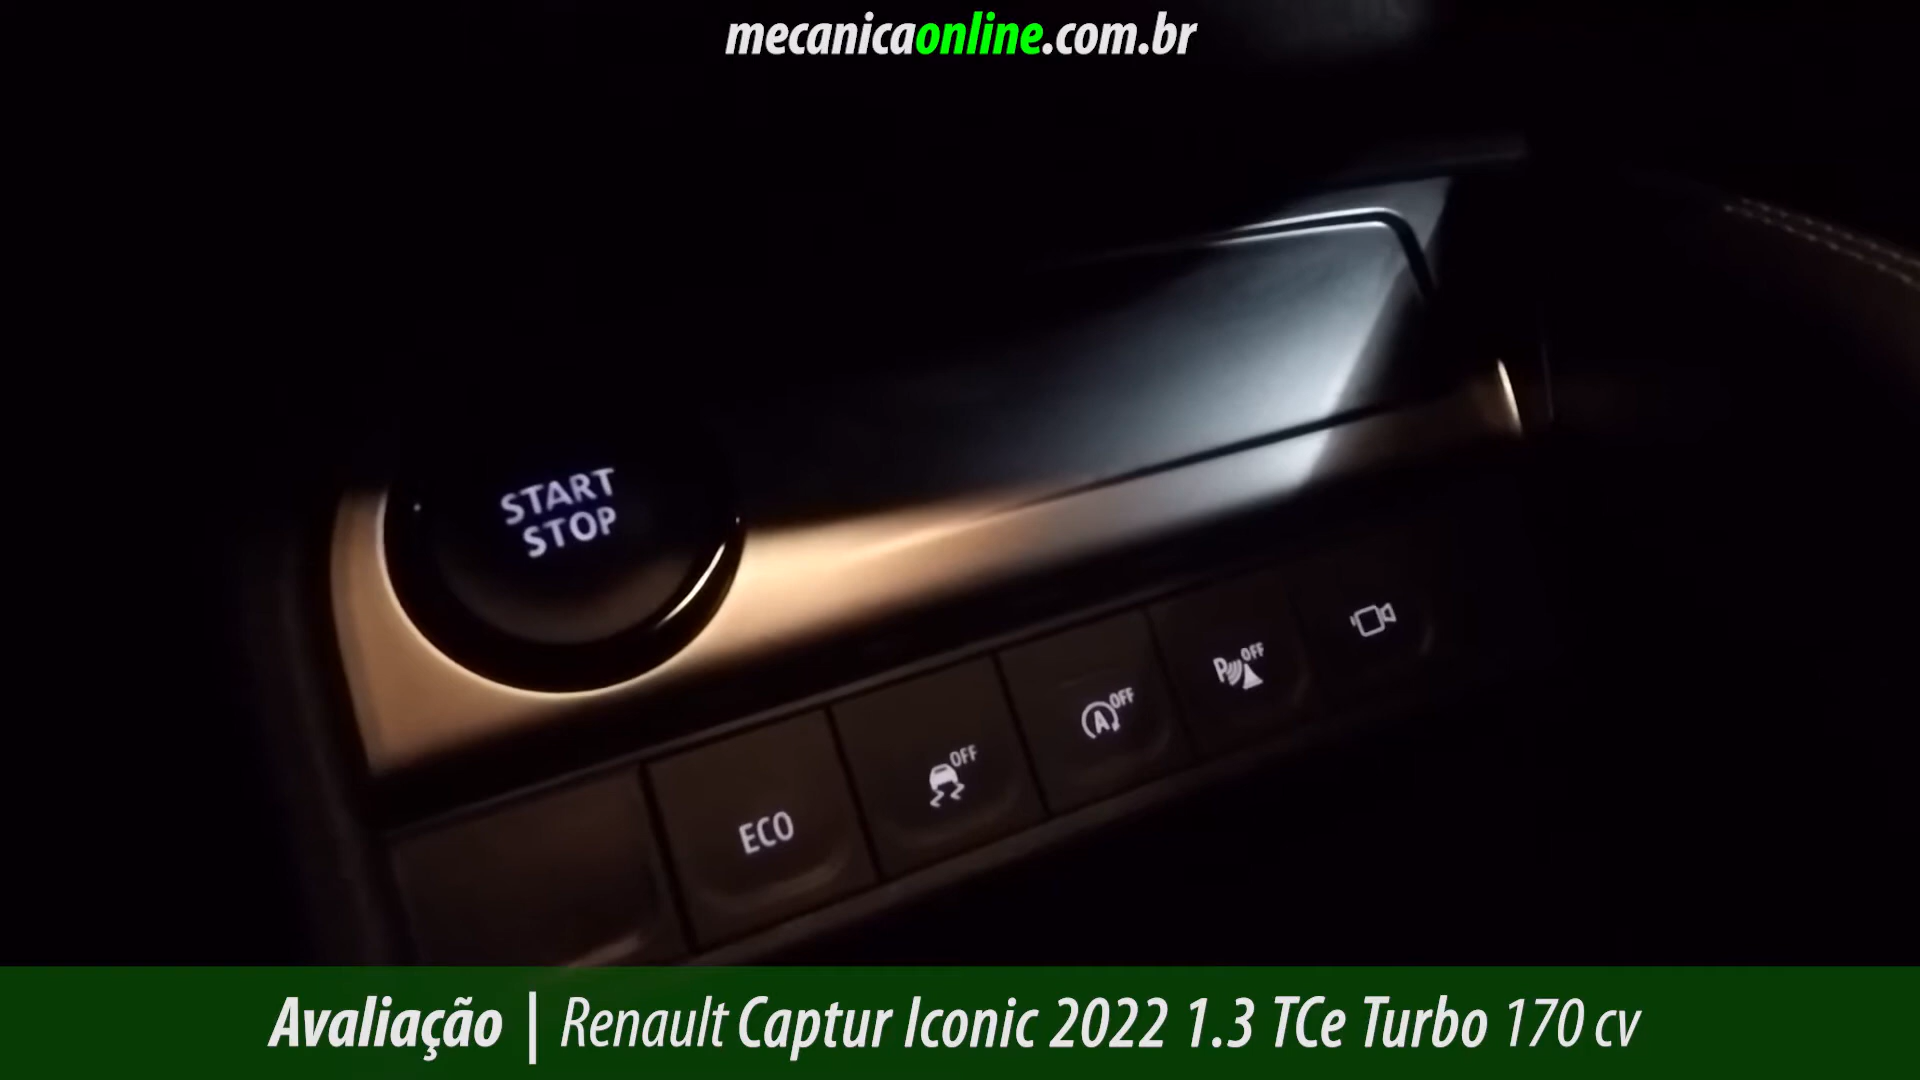 mecanicaonline.com.br
START
STOP
OFF
P OFF
A OFF
OFF
ECO
Avaliação | Renault Captur Iconic 2022 1.3 TCe Turbo 170 cv